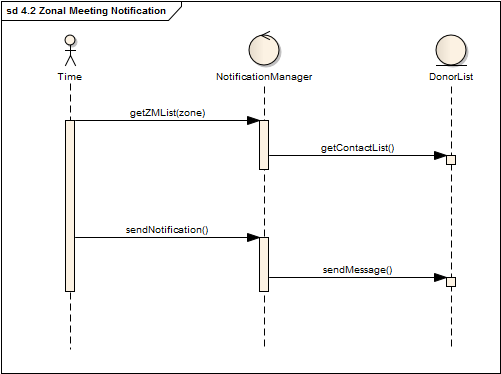 sd 4.2 Zonal Meeting Notification
Time
NotificationManager
DonorList
getZMList(zone)
getContactList()
sendNotification()
sendMessage()